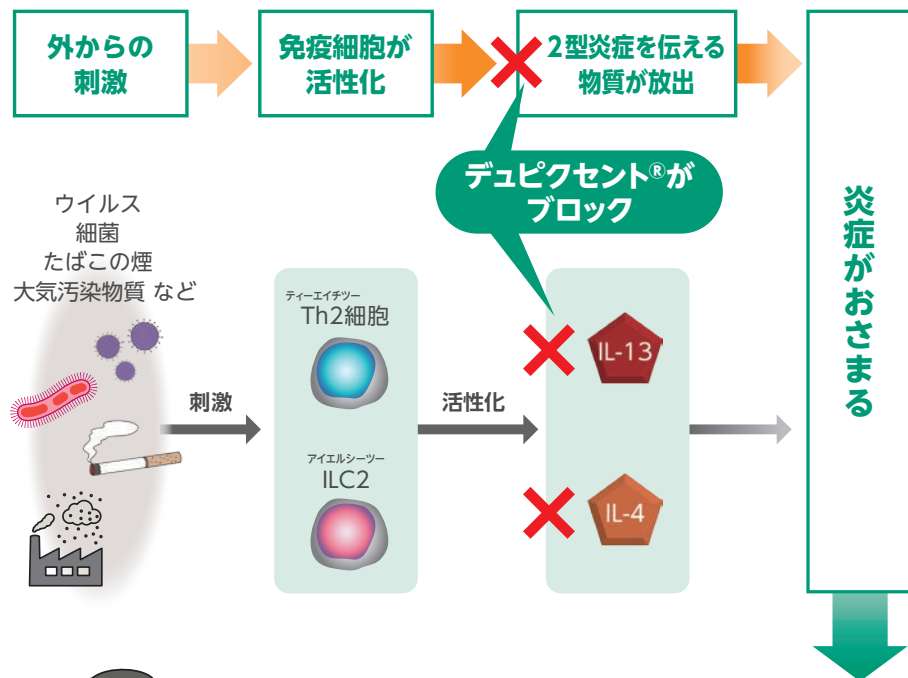 外からの
刺激
免疫細胞が
活性化
2型炎症を伝える
物質が放出
デュピクセント®が
ブロック
炎症がおさまる
ウイルス
細菌
たばこの煙
大気汚染物質 など
刺激
ティーエイチツー
Th2細胞
アイエルシーツー
ILC2
活性化
IL-13
IL-4